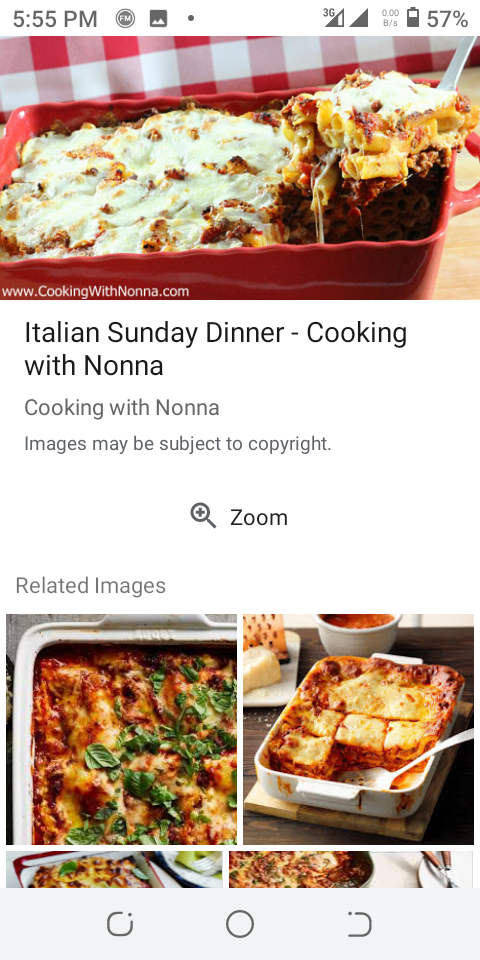 5:55 PM FM 3G 0.00 B/s 57%
www.CookingWithNonna.com
Italian Sunday Dinner - Cooking
with Nonna
Cooking with Nonna
Images may be subject to copyright.
Zoom
Related Images